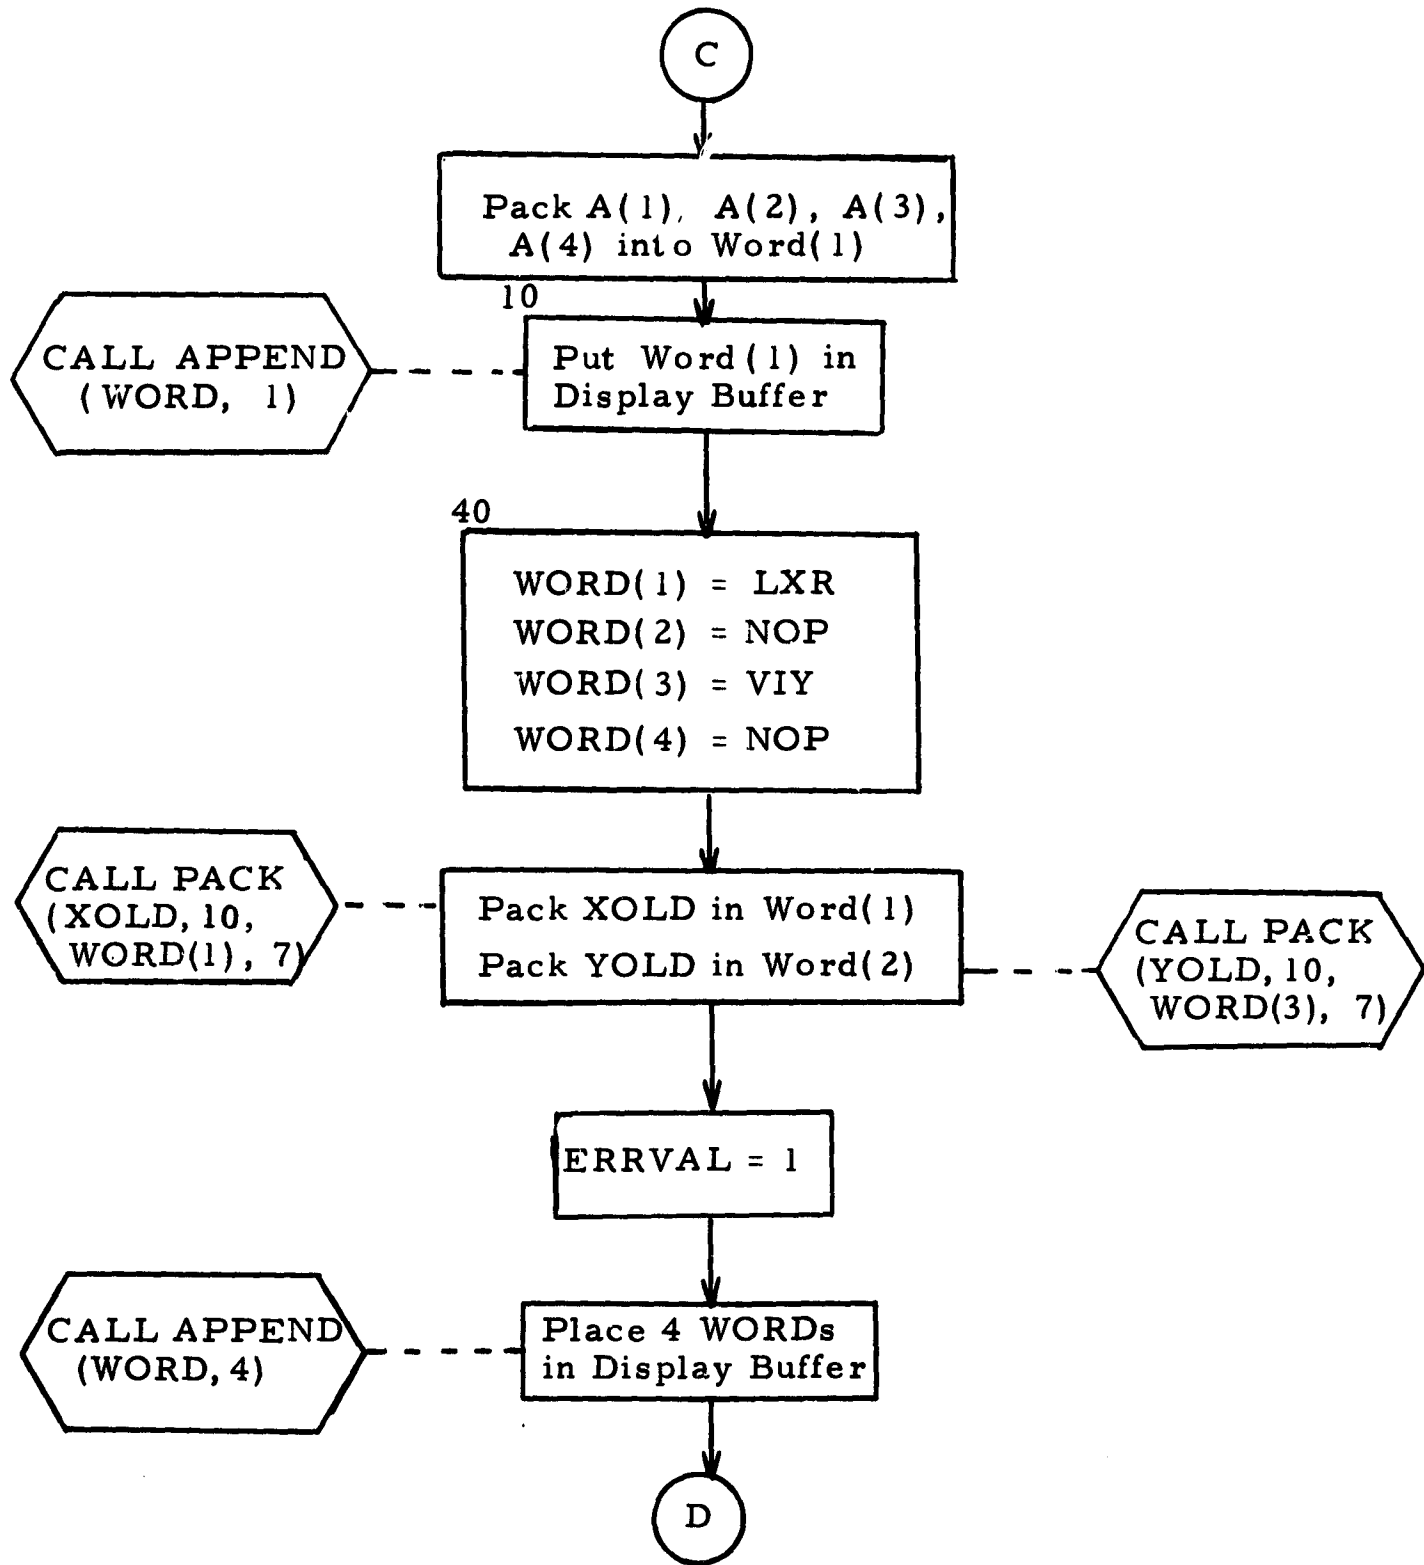 C
Pack A(1), A(2), A(3),
A(4) into Word(1)
10
CALL APPEND
(WORD, 1)
Put Word(1) in
Display Buffer
40
WORD(1) = LXR
WORD(2) = NOP
WORD(3) = VIY
WORD(4) = NOP
CALL PACK
(XOLD, 10,
WORD(1), 7)
Pack XOLD in Word(1)
Pack YOLD in Word(2)
CALL PACK
(YOLD, 10,
WORD(3), 7)
ERRVAL = 1
CALL APPEND
(WORD, 4)
Place 4 WORDs
in Display Buffer
D